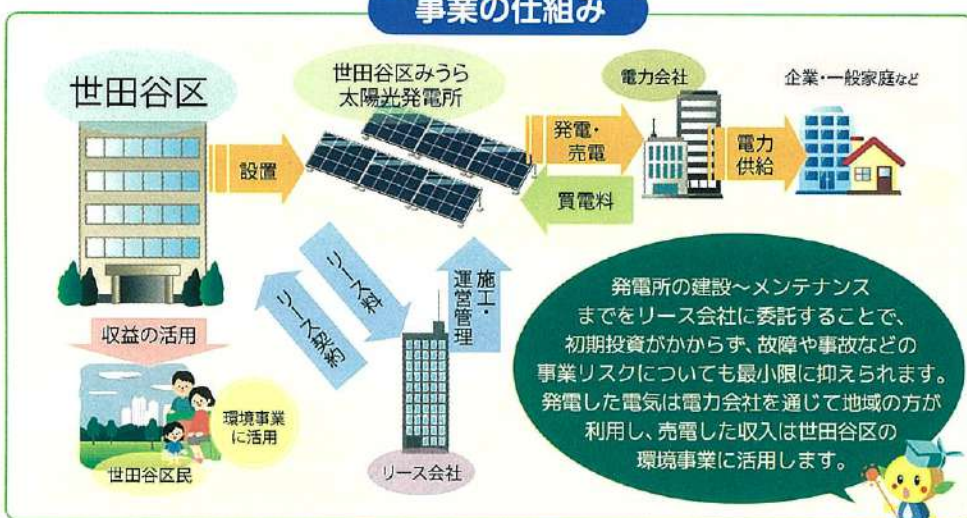 事業の仕組み
世田谷区
世田谷区みうら
太陽光発電所
電力会社
企業・一般家庭など
設置
発電・
売電
電力
供給
買電料
リース料
リース契約
施工・
運営管理
収益の活用
環境事業
に活用
世田谷区民
リース会社
発電所の建設~メンテナンス
までをリース会社に委託することで、
初期投資がかからず、故障や事故などの
事業リスクについても最小限に抑えられます。
発電した電気は電力会社を通じて地域の方が
利用し、売電した収入は世田谷区の
環境事業に活用します。